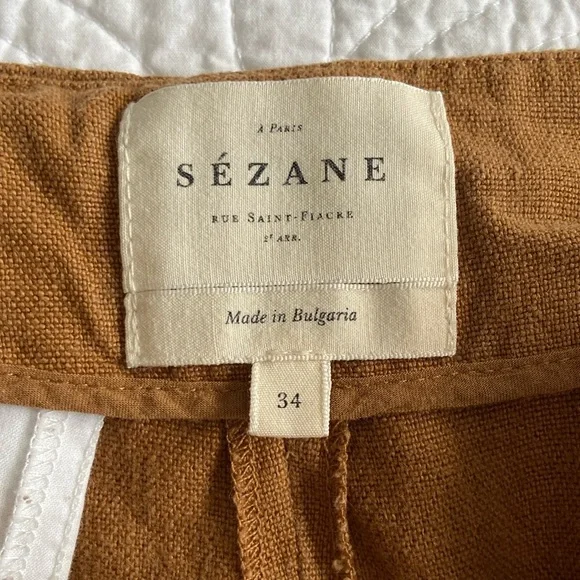 A PARIS
SÉZANE
RUE SAINT-FIACRE
2ᵉ ARR.
Made in Bulgaria
34